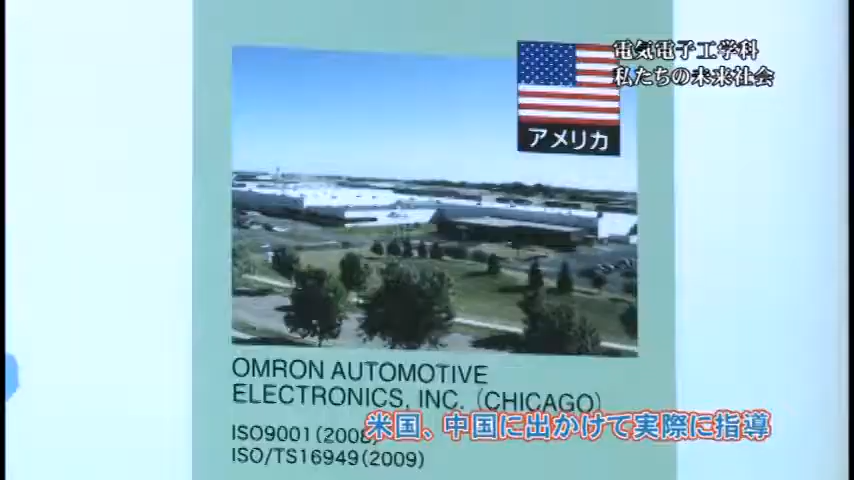 電気電子工学科
私たちの未来社会
アメリカ
OMRON AUTOMOTIVE
ELECTRONICS, INC. (CHICAGO)
米国、中国に出かけて実際に指導
ISO9001(2008)
ISO/TS16949(2009)